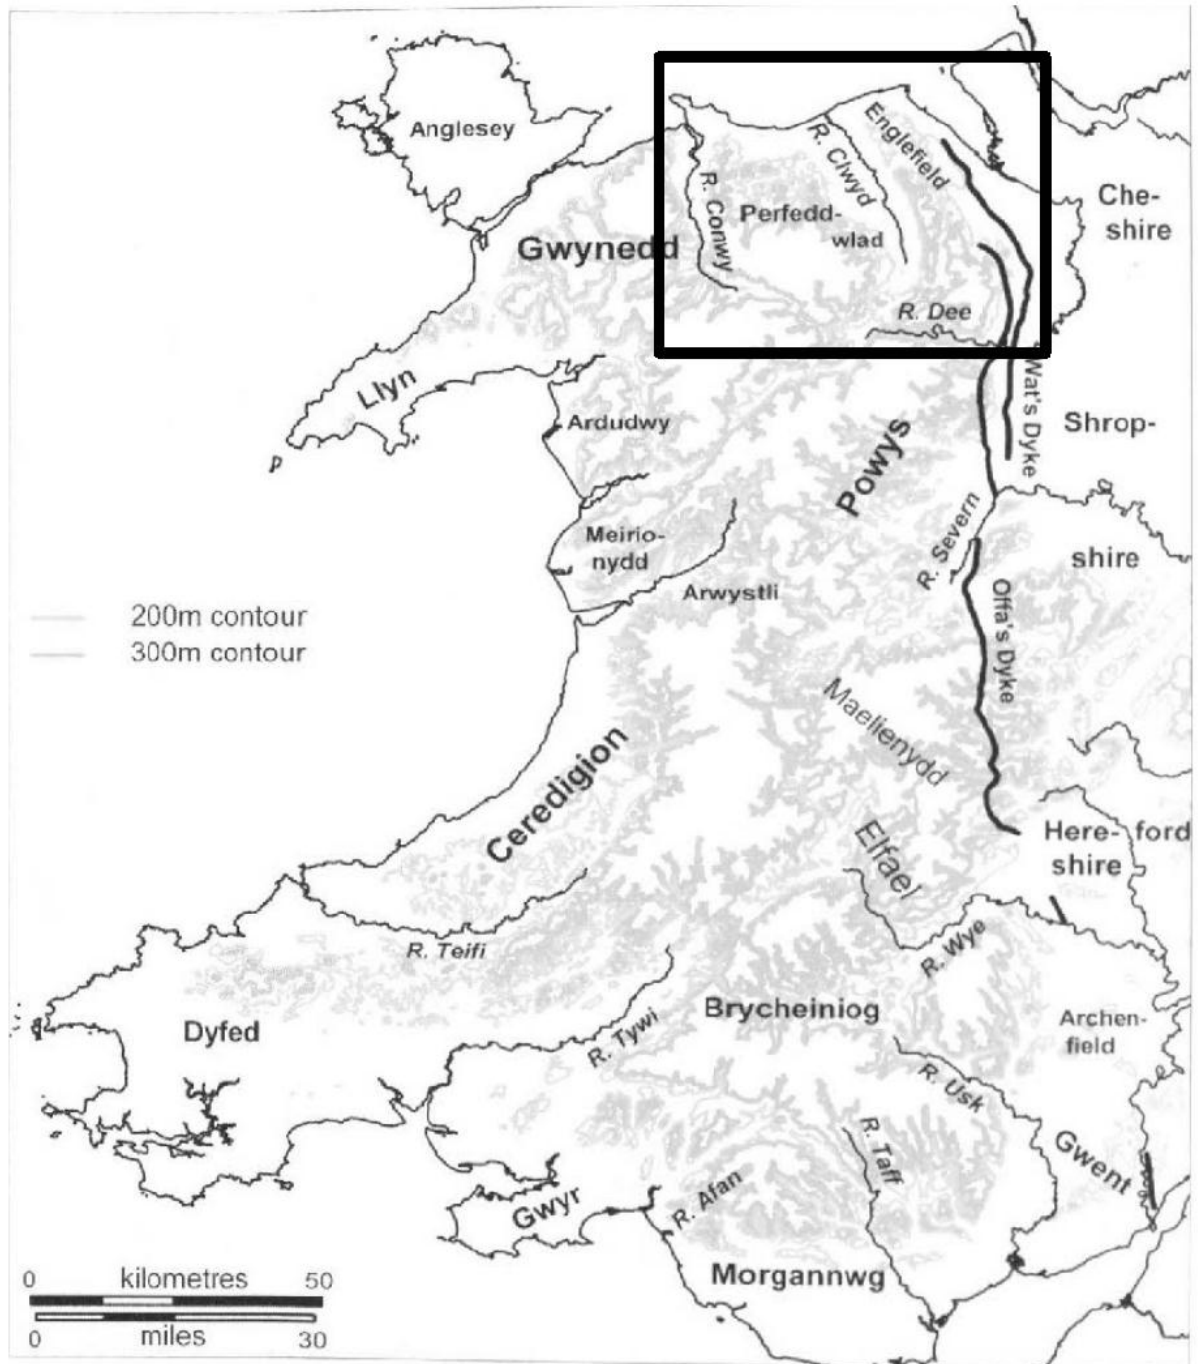 Anglesey
Englefield
R. Clwyd
R. Conwy
Perfedd-
wlad
Che-
shire
Gwynedd
R. Dee
Llyn
Ardudwy
Wat's Dyke
Shrop-
shire
Powys
R. Severn
Meirio-
nydd
Arwystli
200m contour
300m contour
Offa's Dyke
Maelienydd
Ceredigion
Elfael
Here- ford
shire
R. Teifi
R. Wye
Dyfed
R. Tywi
Brycheiniog
Archen-
field
R. Usk
R. Taff
Gwent
R. Afan
Gwyr
Morgannwg
0 kilometres 50
0 miles 30